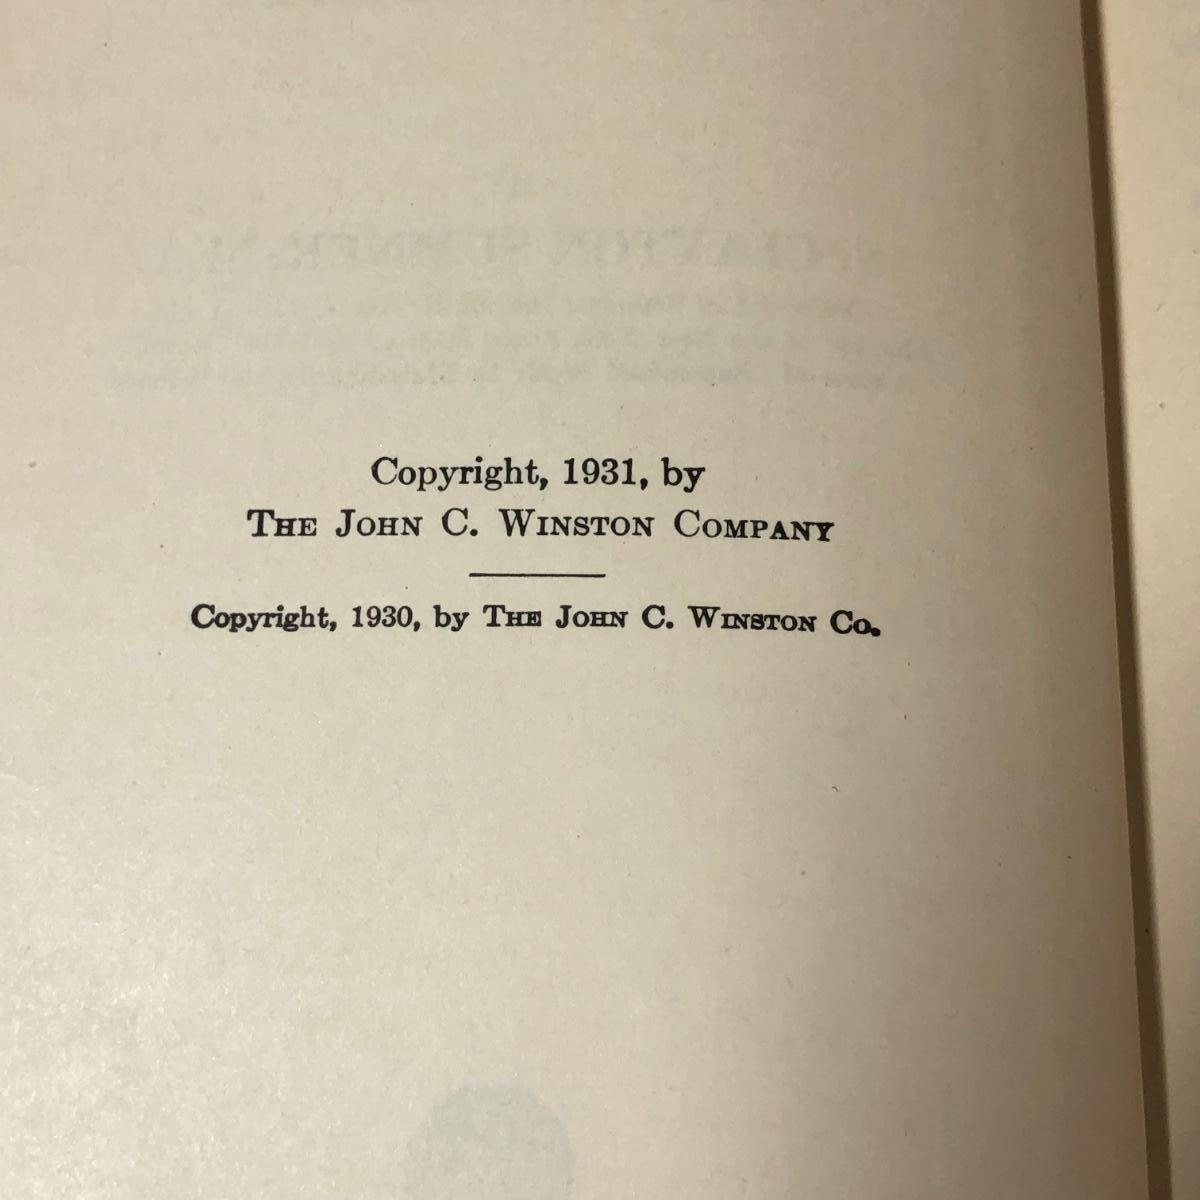 Copyright, 1931, by
THE JOHN C. WINSTON COMPANY
Copyright, 1930, by THE JOHN C. WINSTON Co.